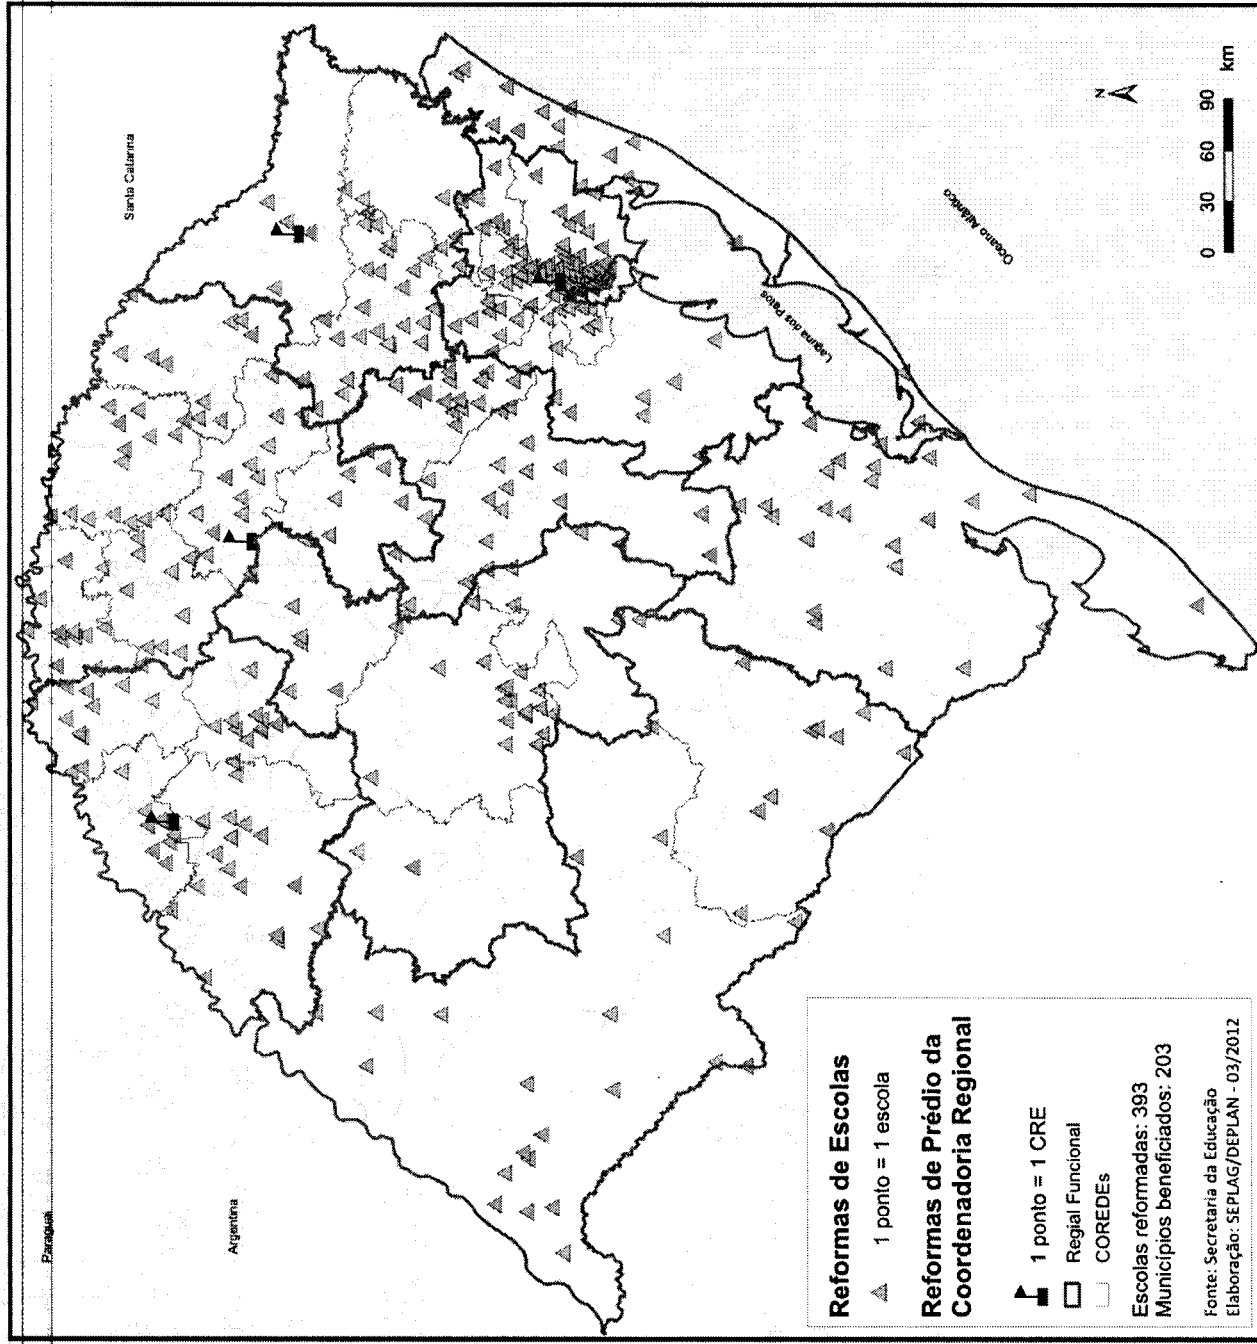 Paraguai
Argentina
Santa Catarina
Laguna dos Patos
Oceano Atlântico
N
0 30 60 90 km
Reformas de Escolas
1 ponto = 1 escola
Reformas de Prédio da
Coordenadoria Regional
1 ponto = 1 CRE
Regial Funcional
COREDEs
Escolas reformadas: 393
Municípios beneficiados: 203
Fonte: Secretaria da Educação
Elaboração: SEPLAG/DEPLAN - 03/2012